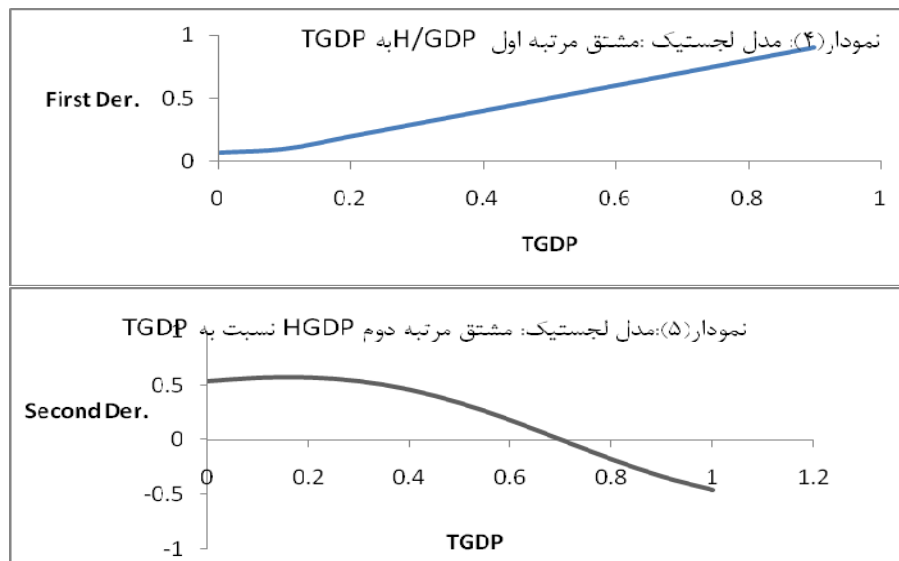 نمودار(۴): مدل لجستیک :مشتق مرتبه اول H/GDPبه TGDP
1
First Der. 0.5
0
0 0.2 0.4 0.6 0.8 1
TGDP
نمودار(۵):مدل لجستیک: مشتق مرتبه دوم HGDP نسبت به TGDP
1
0.5
Second Der.
0
0 0.2 0.4 0.6 0.8 1 1.2
-0.5
-1
TGDP